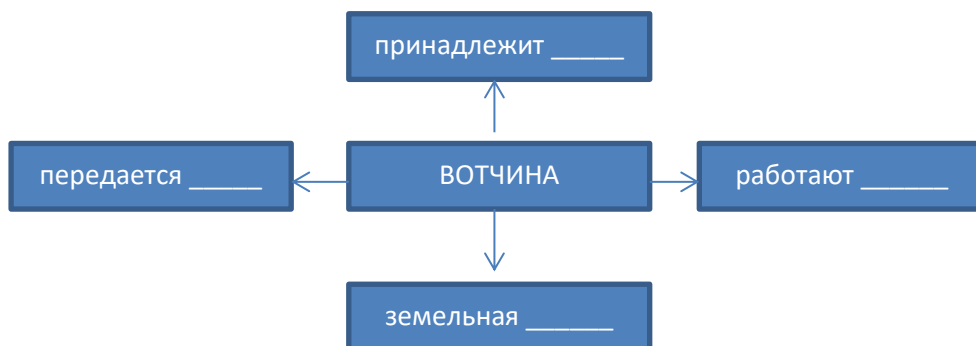 принадлежит _____
передается _____
ВОТЧИНА
работают ______
земельная ______